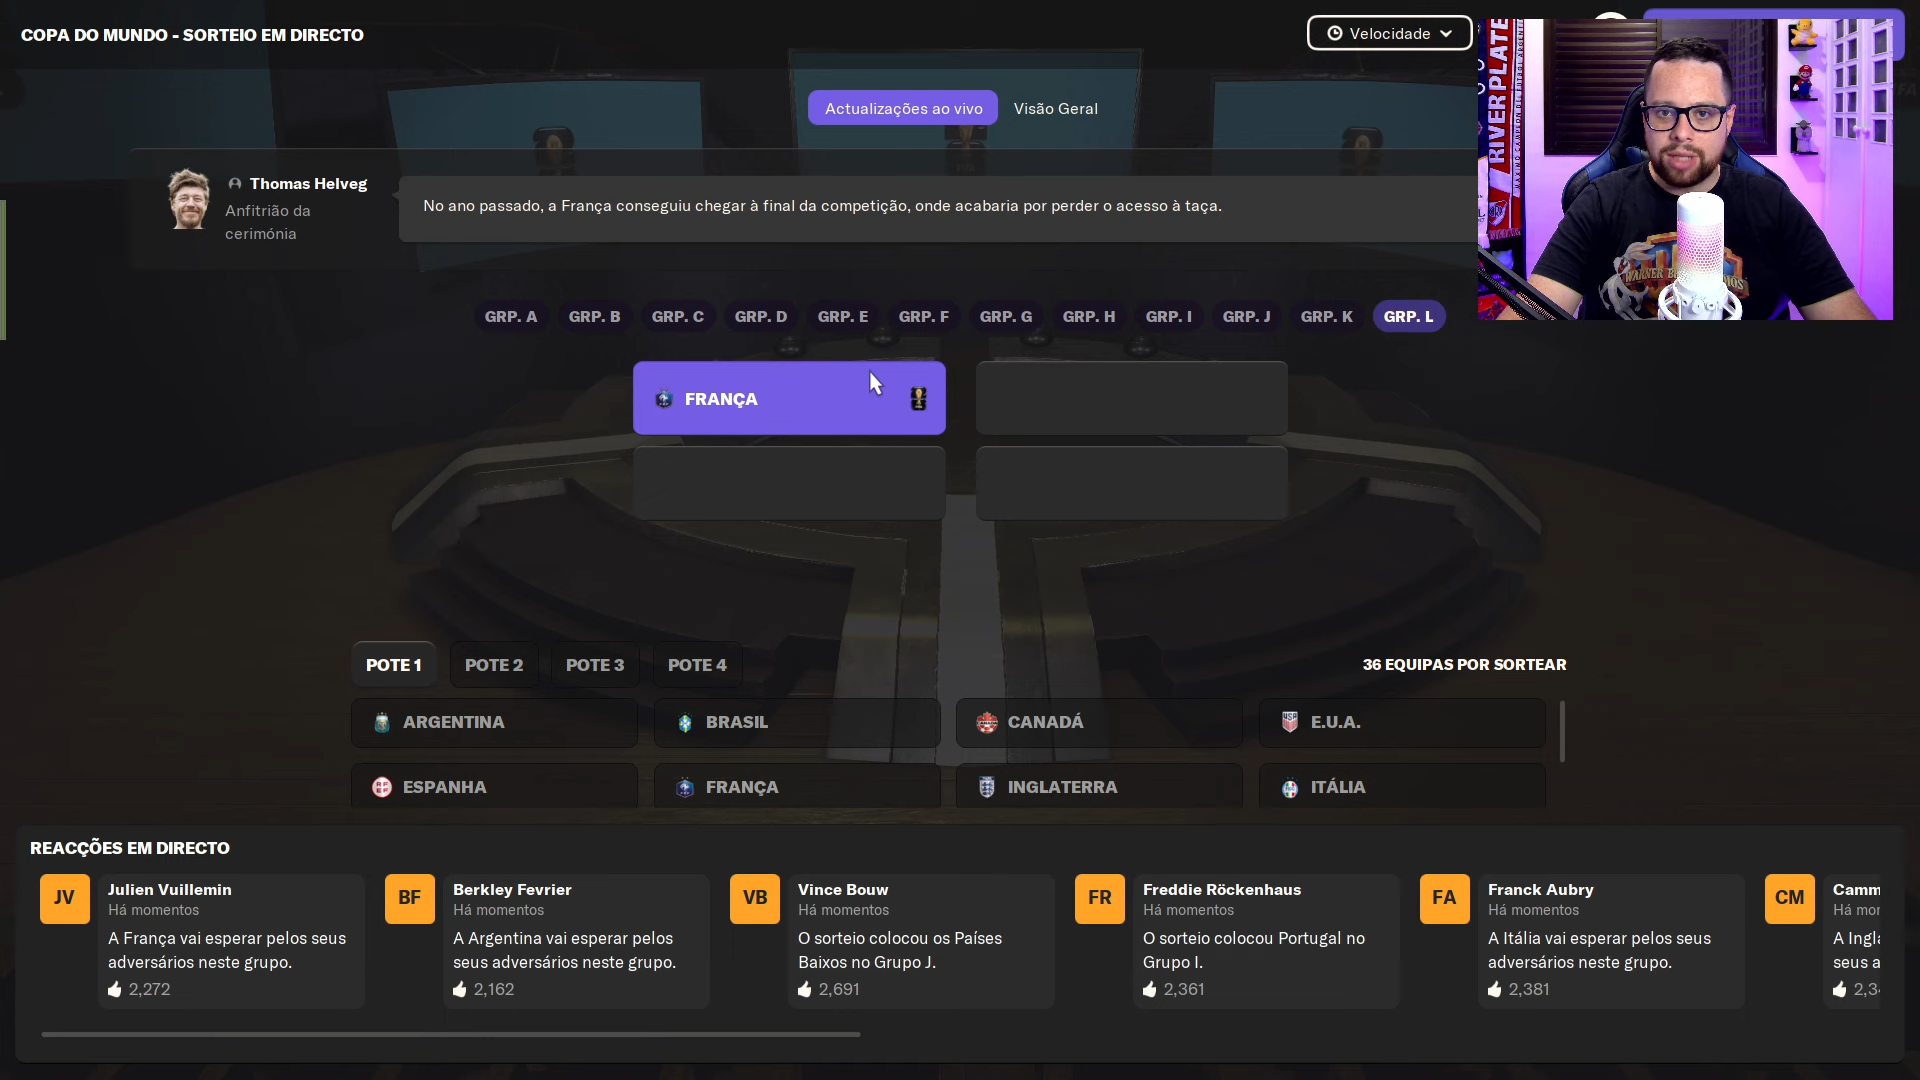 COPA DO MUNDO - SORTEIO EM DIRECTO
Velocidade
Actualizações ao vivo
Visão Geral
Thomas Helveg
Anfitrião da
cerimónia
No ano passado, a França conseguiu chegar à final da competição, onde acabaria por perder o acesso à taça.
RIVER PLATE
GRP. A
GRP. B
GRP. C
GRP. D
GRP. E
GRP. F
GRP. G
GRP. H
GRP. I
GRP. J
GRP. K
GRP. L
FRANÇA
POTE 1
POTE 2
POTE 3
POTE 4
36 EQUIPAS POR SORTEAR
ARGENTINA
BRASIL
CANADÁ
E.U.A.
ESPANHA
FRANÇA
INGLATERRA
ITÁLIA
REACÇÕES EM DIRECTO
JV
Julien Vuillemin
Há momentos
A França vai esperar pelos seus
adversários neste grupo.
2,272
BF
Berkley Fevrier
Há momentos
A Argentina vai esperar pelos
seus adversários neste grupo.
2,162
VB
Vince Bouw
Há momentos
O sorteio colocou os Países
Baixos no Grupo J.
2,691
FR
Freddie Röckenhaus
Há momentos
O sorteio colocou Portugal no
Grupo I.
2,361
FA
Franck Aubry
Há momentos
A Itália vai esperar pelos seus
adversários neste grupo.
2,381
CM
Camm
Há mo
A Ingl
seus a
2,3